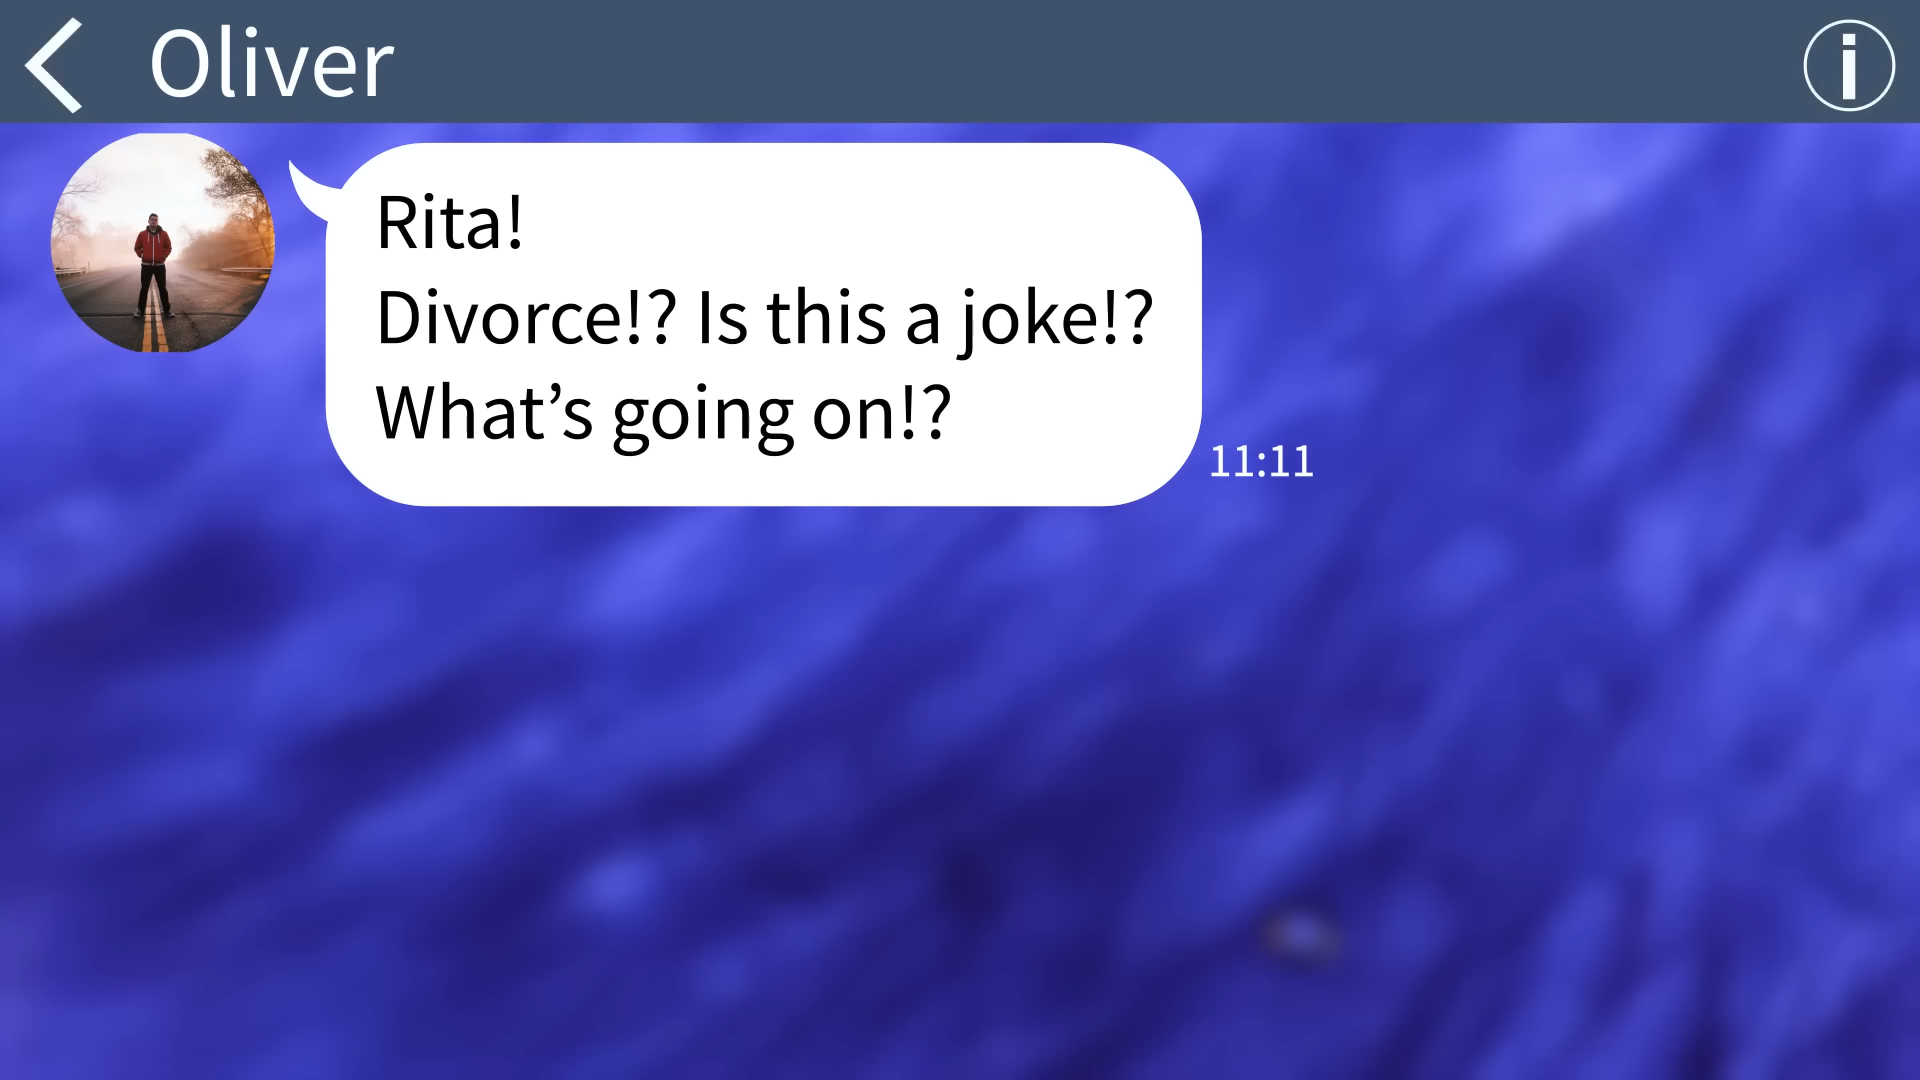 Oliver
Rita!
Divorce!? Is this a joke!?
What’s going on!?
11:11